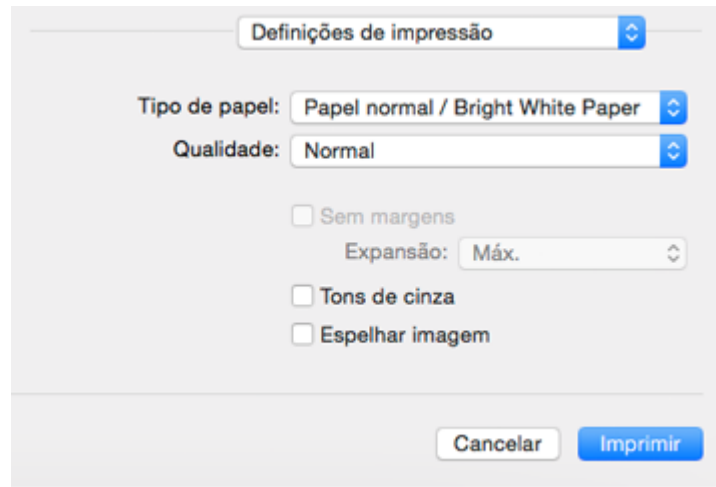 Definições de impressão
Tipo de papel: Papel normal / Bright White Paper
Qualidade: Normal
Sem margens
Expansão: Máx.
Tons de cinza
Espelhar imagem
Cancelar Imprimir